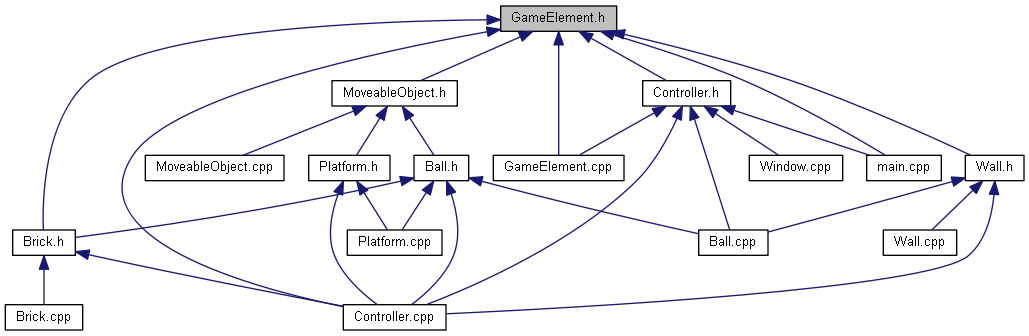 GameElement.h
MoveableObject.h
Controller.h
MoveableObject.cpp
Platform.h
Ball.h
GameElement.cpp
Window.cpp
main.cpp
Wall.h
Brick.h
Platform.cpp
Ball.cpp
Wall.cpp
Brick.cpp
Controller.cpp